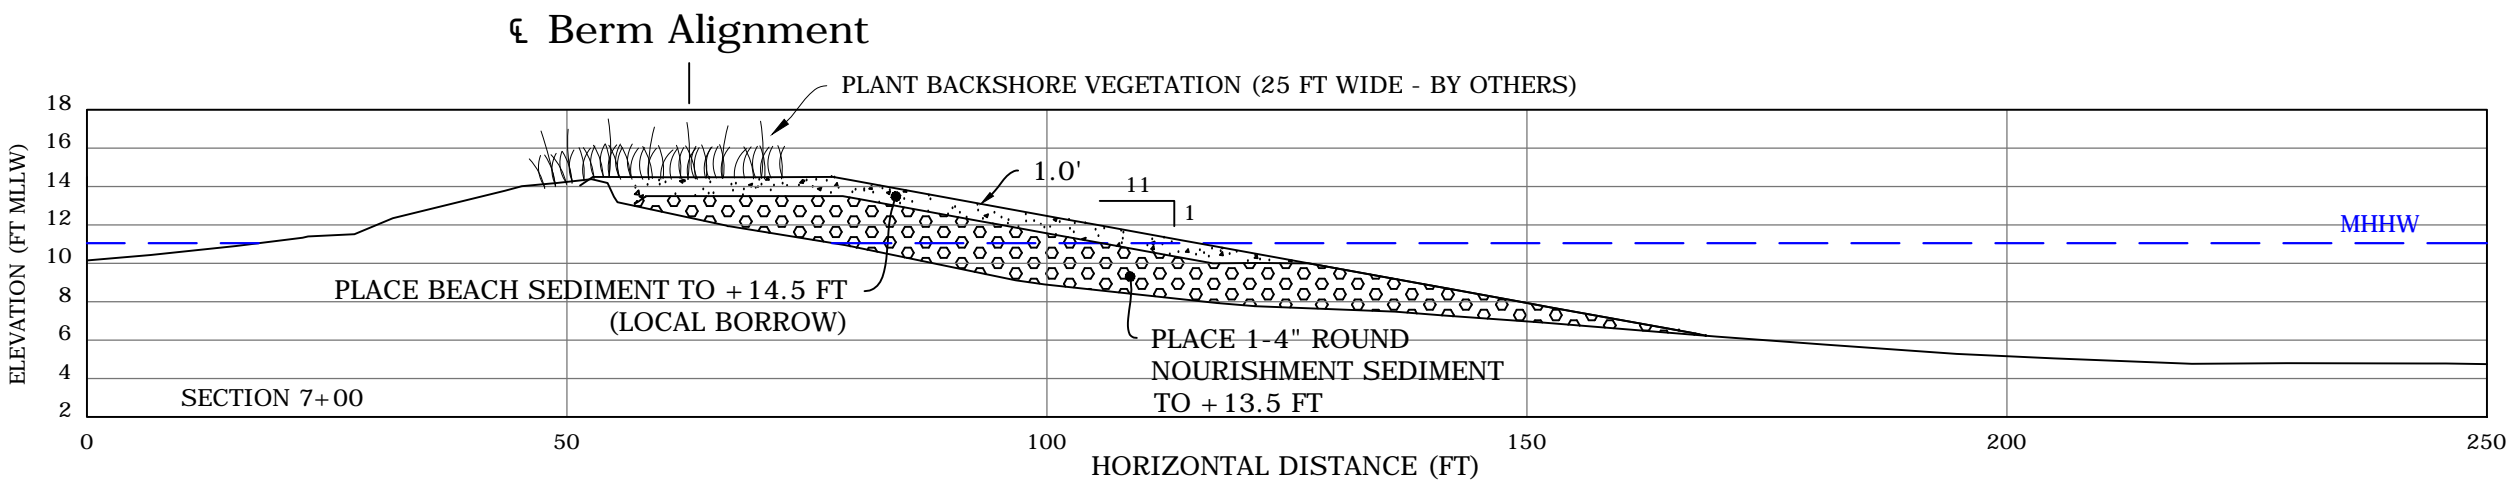 ℄ Berm Alignment
PLANT BACKSHORE VEGETATION (25 FT WIDE - BY OTHERS)
18
16
14
12
10
8
6
4
2
ELEVATION (FT MLLW)
1.0'
11
1
MHHW
PLACE BEACH SEDIMENT TO +14.5 FT
(LOCAL BORROW)
PLACE 1-4" ROUND
NOURISHMENT SEDIMENT
TO +13.5 FT
SECTION 7+00
0 50 100 150 200 250
HORIZONTAL DISTANCE (FT)